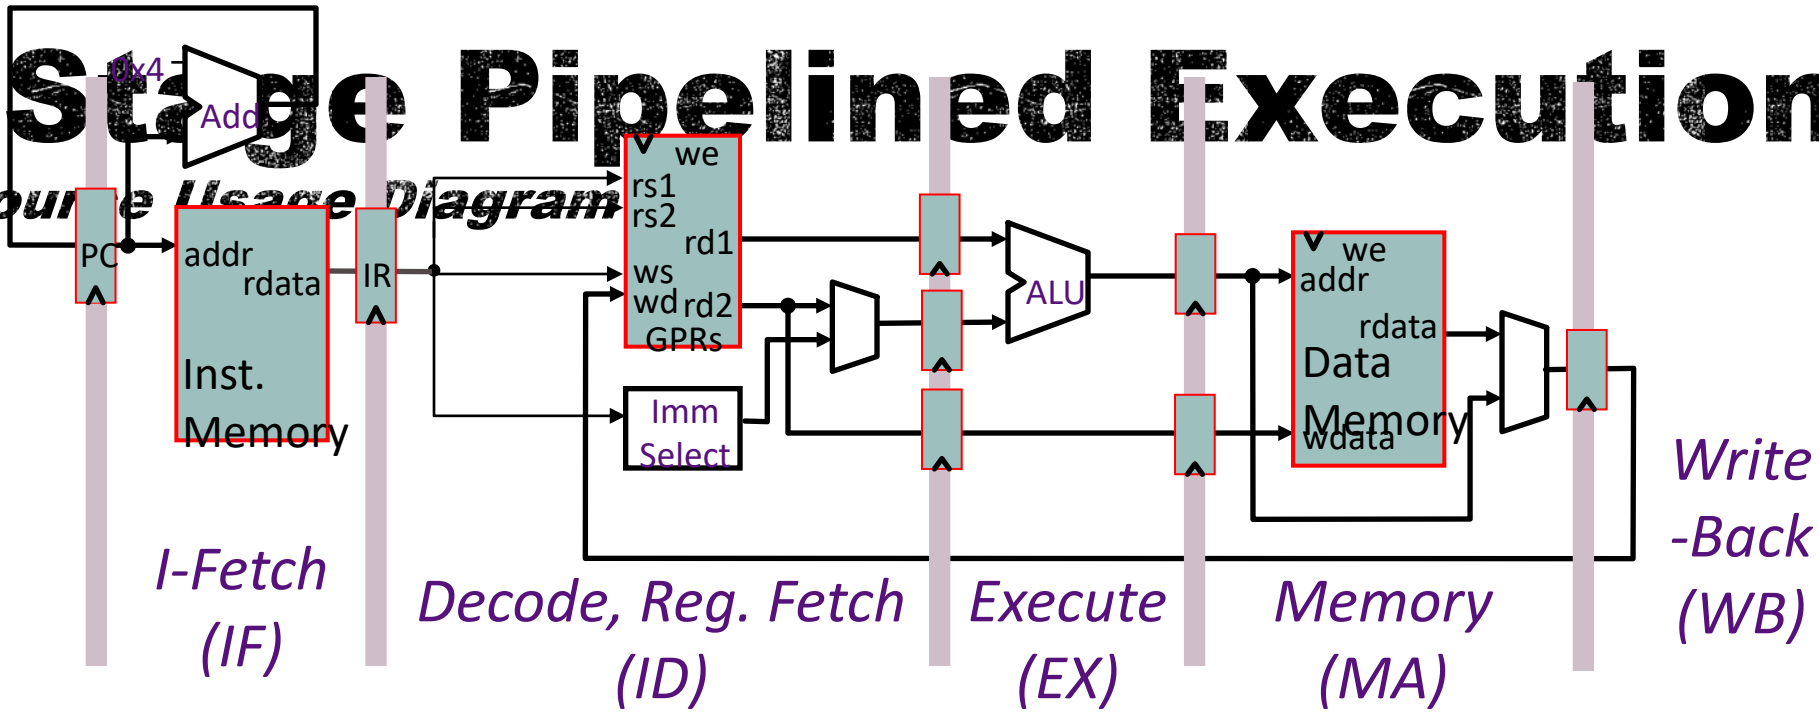 Stage Pipelined Execution
ource Usage Diagram
0x4
Add
PC
addr
rdata
Inst.
Memory
IR
we
rs1
rs2
rd1
ws
wd rd2
GPRs
Imm
Select
ALU
we
addr
rdata
Data
Memory
wdata
I-Fetch
(IF)
Decode, Reg. Fetch
(ID)
Execute
(EX)
Memory
(MA)
Write
-Back
(WB)